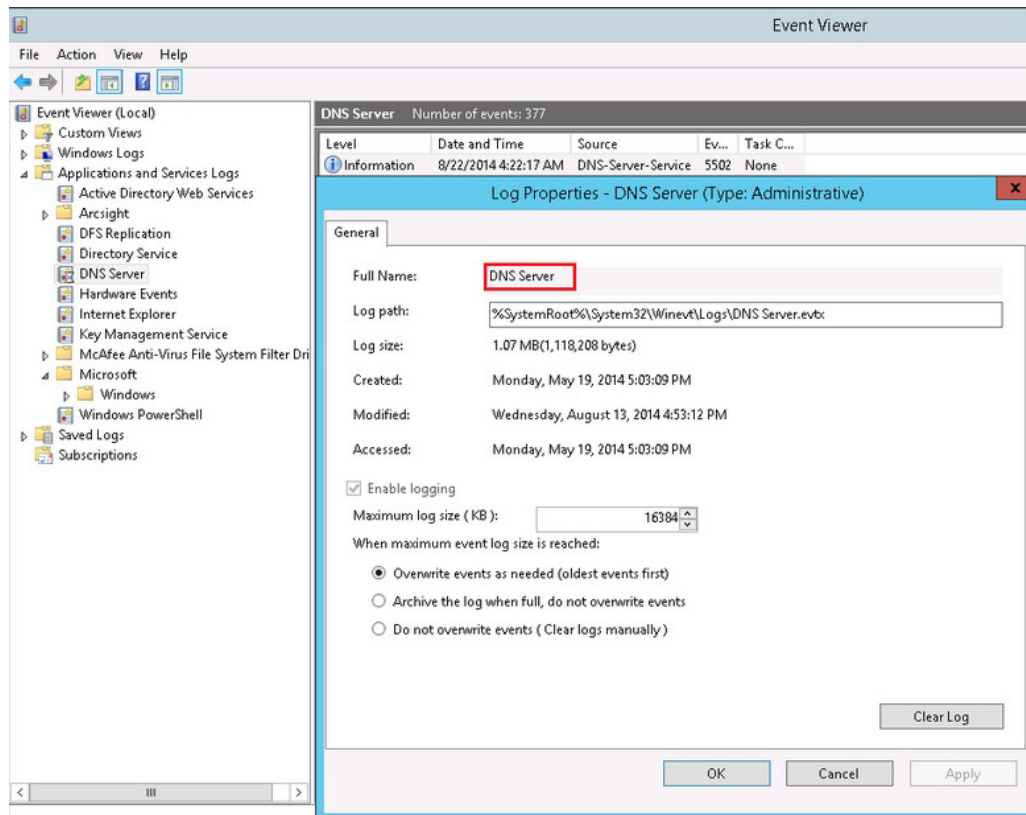 Event Viewer
File Action View Help
Event Viewer (Local)
Custom Views
Windows Logs
Applications and Services Logs
Active Directory Web Services
Arcsight
DFS Replication
Directory Service
DNS Server
Hardware Events
Internet Explorer
Key Management Service
McAfee Anti-Virus File System Filter Dri
Microsoft
Windows
Windows PowerShell
Saved Logs
Subscriptions
DNS Server Number of events: 377
Level Date and Time Source Ev... Task C...
Information 8/22/2014 4:22:17 AM DNS-Server-Service 5502 None
Log Properties - DNS Server (Type: Administrative)
x
General
Full Name: DNS Server
Log path: %SystemRoot%\System32\Winevt\Logs\DNS Server.evtx
Log size: 1.07 MB(1,118,208 bytes)
Created: Monday, May 19, 2014 5:03:09 PM
Modified: Wednesday, August 13, 2014 4:53:12 PM
Accessed: Monday, May 19, 2014 5:03:09 PM
Enable logging
Maximum log size ( KB ): 16384
When maximum event log size is reached:
Overwrite events as needed (oldest events first)
Archive the log when full, do not overwrite events
Do not overwrite events ( Clear logs manually )
Clear Log
OK Cancel Apply